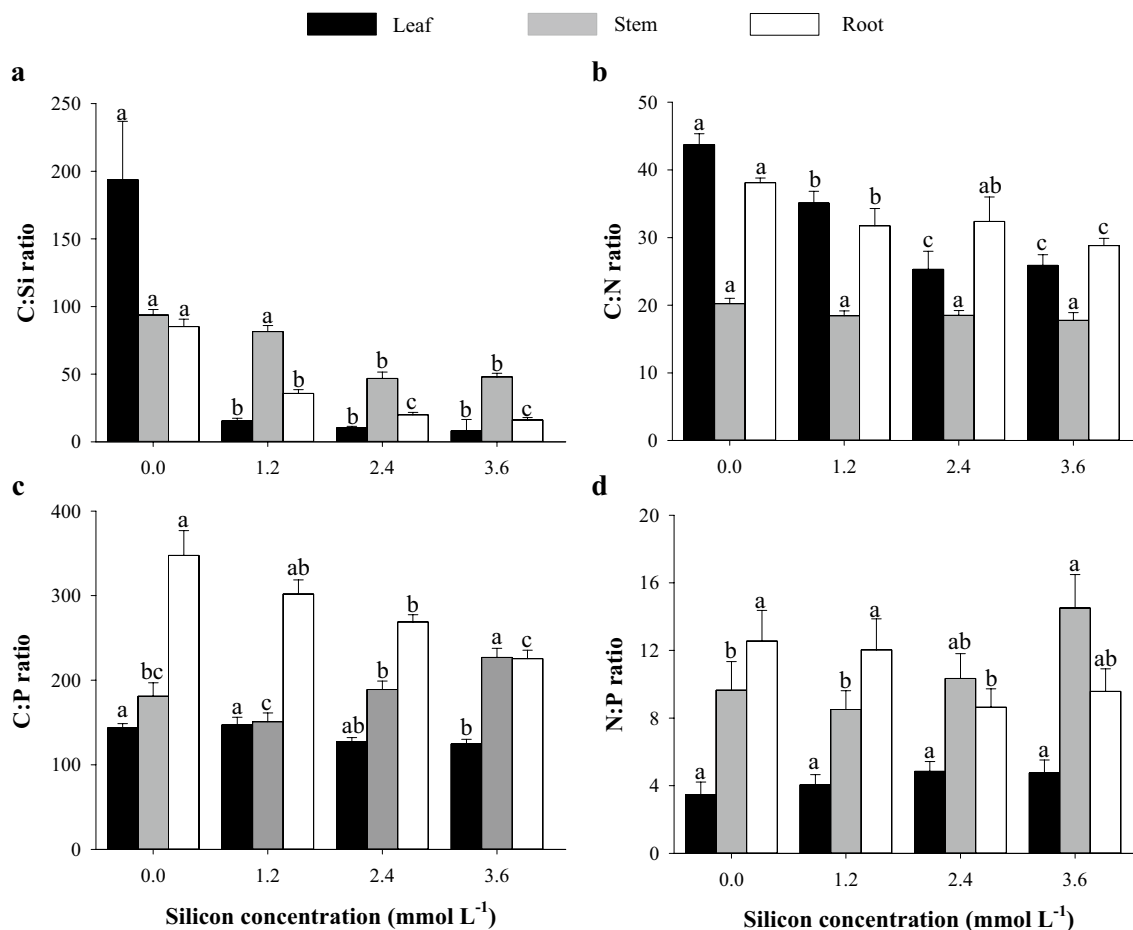 Leaf Stem Root
a
C:Si ratio
250
200
150
100
50
0
a
a a
b a b
b b c
b b c
0.0 1.2 2.4 3.6
b
C:N ratio
50
40
30
20
10
0
a a a
b a b
c a ab
c a c
0.0 1.2 2.4 3.6
c
C:P ratio
400
300
200
100
0
a bc a
a c ab
ab b b
b a c
0.0 1.2 2.4 3.6
Silicon concentration (mmol L⁻¹)
d
N:P ratio
20
16
12
8
4
0
a b a
a b a
a ab b
a a ab
0.0 1.2 2.4 3.6
Silicon concentration (mmol L⁻¹)